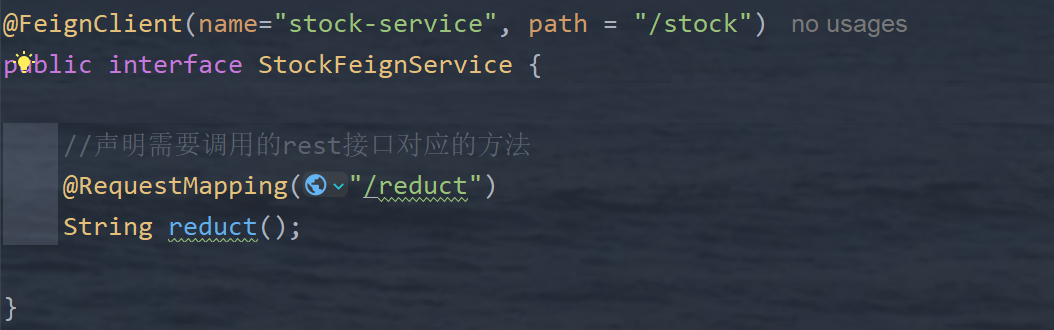 @FeignClient(name="stock-service", path = "/stock") no usages
public interface StockFeignService {
//声明需要调用的rest接口对应的方法
@RequestMapping("/reduct")
String reduct();
}